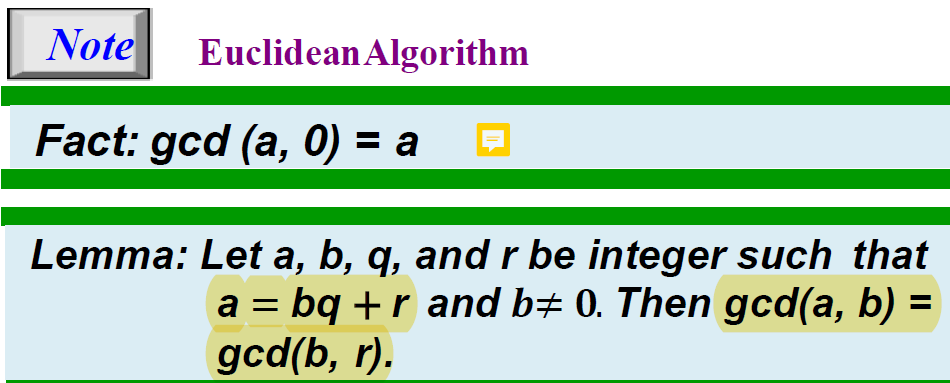 Note
Euclidean Algorithm
Fact: gcd (a, 0) = a
Lemma: Let a, b, q, and r be integer such that
a = bq + r and b≠ 0. Then gcd(a, b) =
gcd(b, r).